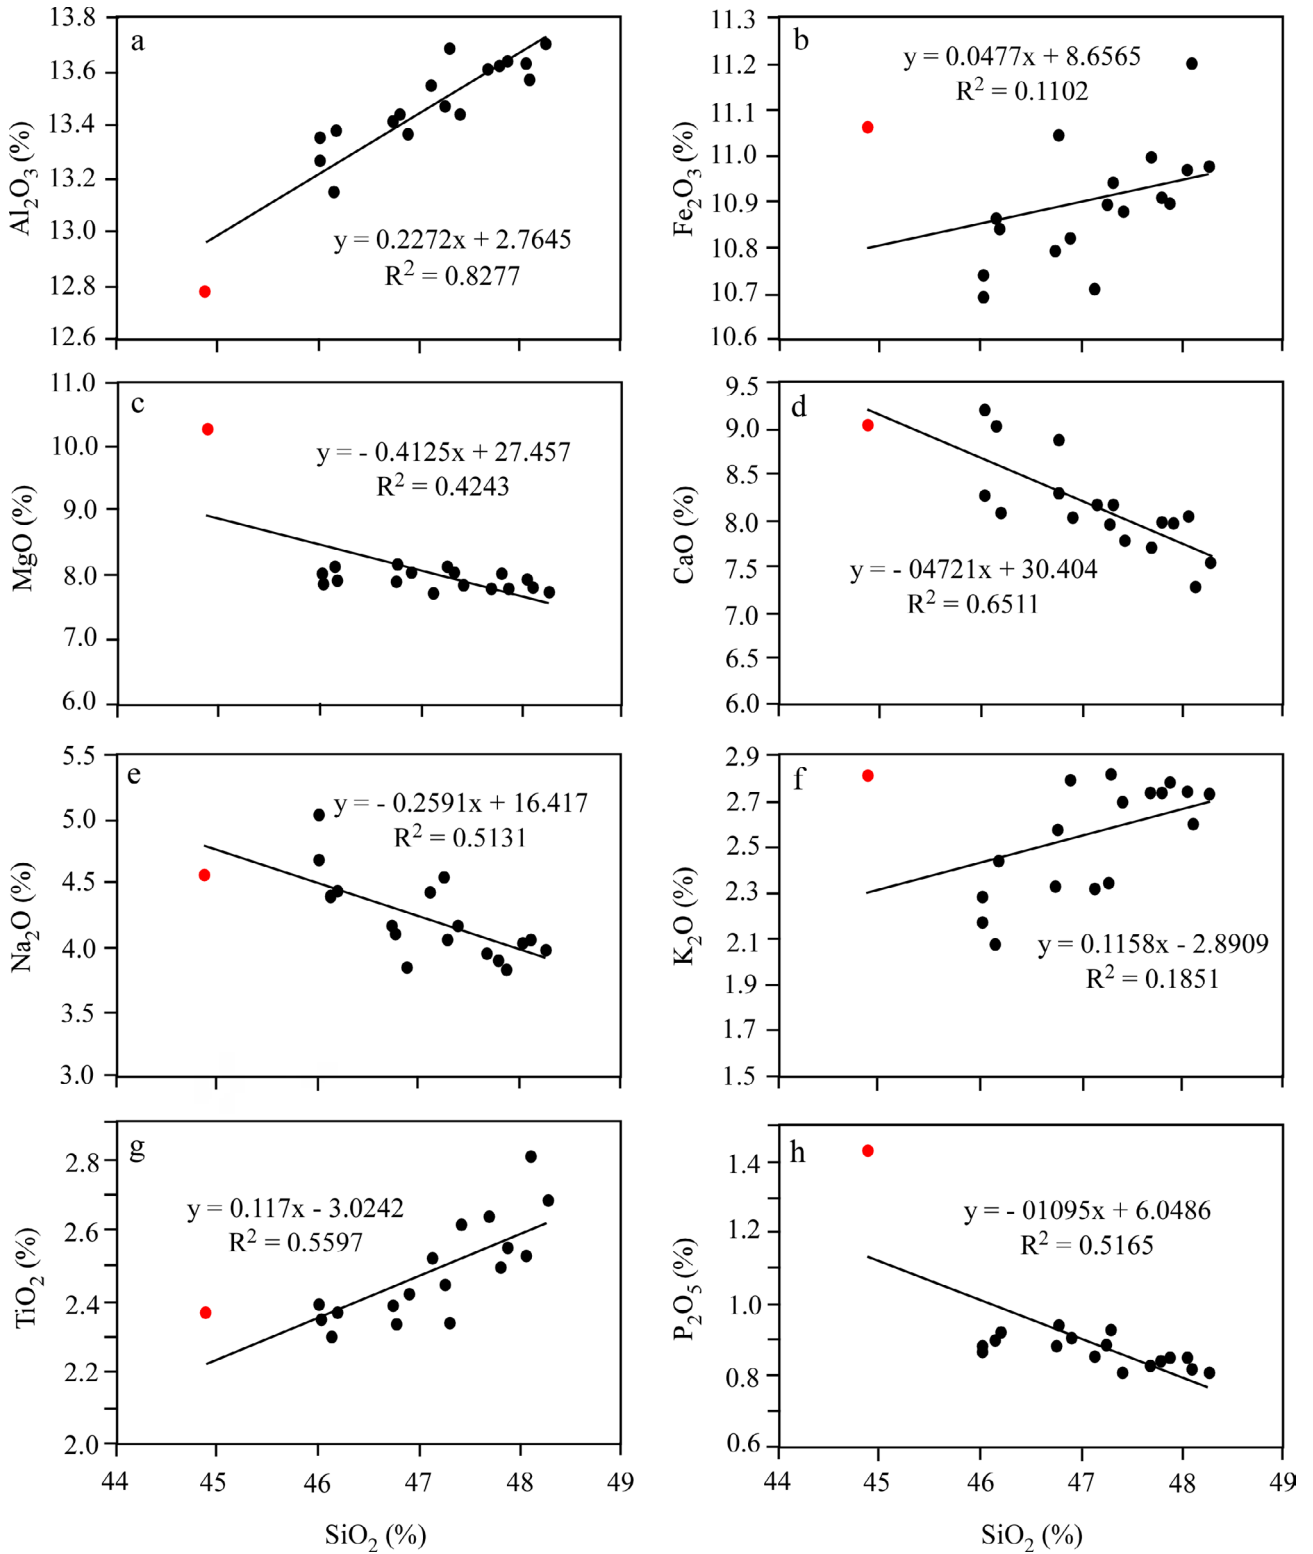 a
13.8
13.6
13.4
13.2
13.0
12.8
12.6
Al2O3 (%)
y = 0.2272x + 2.7645
R2 = 0.8277
b
11.3
11.2
11.1
11.0
10.9
10.8
10.7
10.6
Fe2O3 (%)
y = 0.0477x + 8.6565
R2 = 0.1102
c
11.0
10.0
9.0
8.0
7.0
6.0
MgO (%)
y = - 0.4125x + 27.457
R2 = 0.4243
d
9.5
9.0
8.5
8.0
7.5
7.0
6.5
6.0
CaO (%)
y = - 04721x + 30.404
R2 = 0.6511
e
5.5
5.0
4.5
4.0
3.5
3.0
Na2O (%)
y = - 0.2591x + 16.417
R2 = 0.5131
f
2.9
2.7
2.5
2.3
2.1
1.9
1.7
1.5
K2O (%)
y = 0.1158x - 2.8909
R2 = 0.1851
g
2.8
2.6
2.4
2.2
2.0
TiO2 (%)
y = 0.117x - 3.0242
R2 = 0.5597
44 45 46 47 48 49
SiO2 (%)
h
1.4
1.2
1.0
0.8
0.6
P2O5 (%)
y = - 01095x + 6.0486
R2 = 0.5165
44 45 46 47 48 49
SiO2 (%)